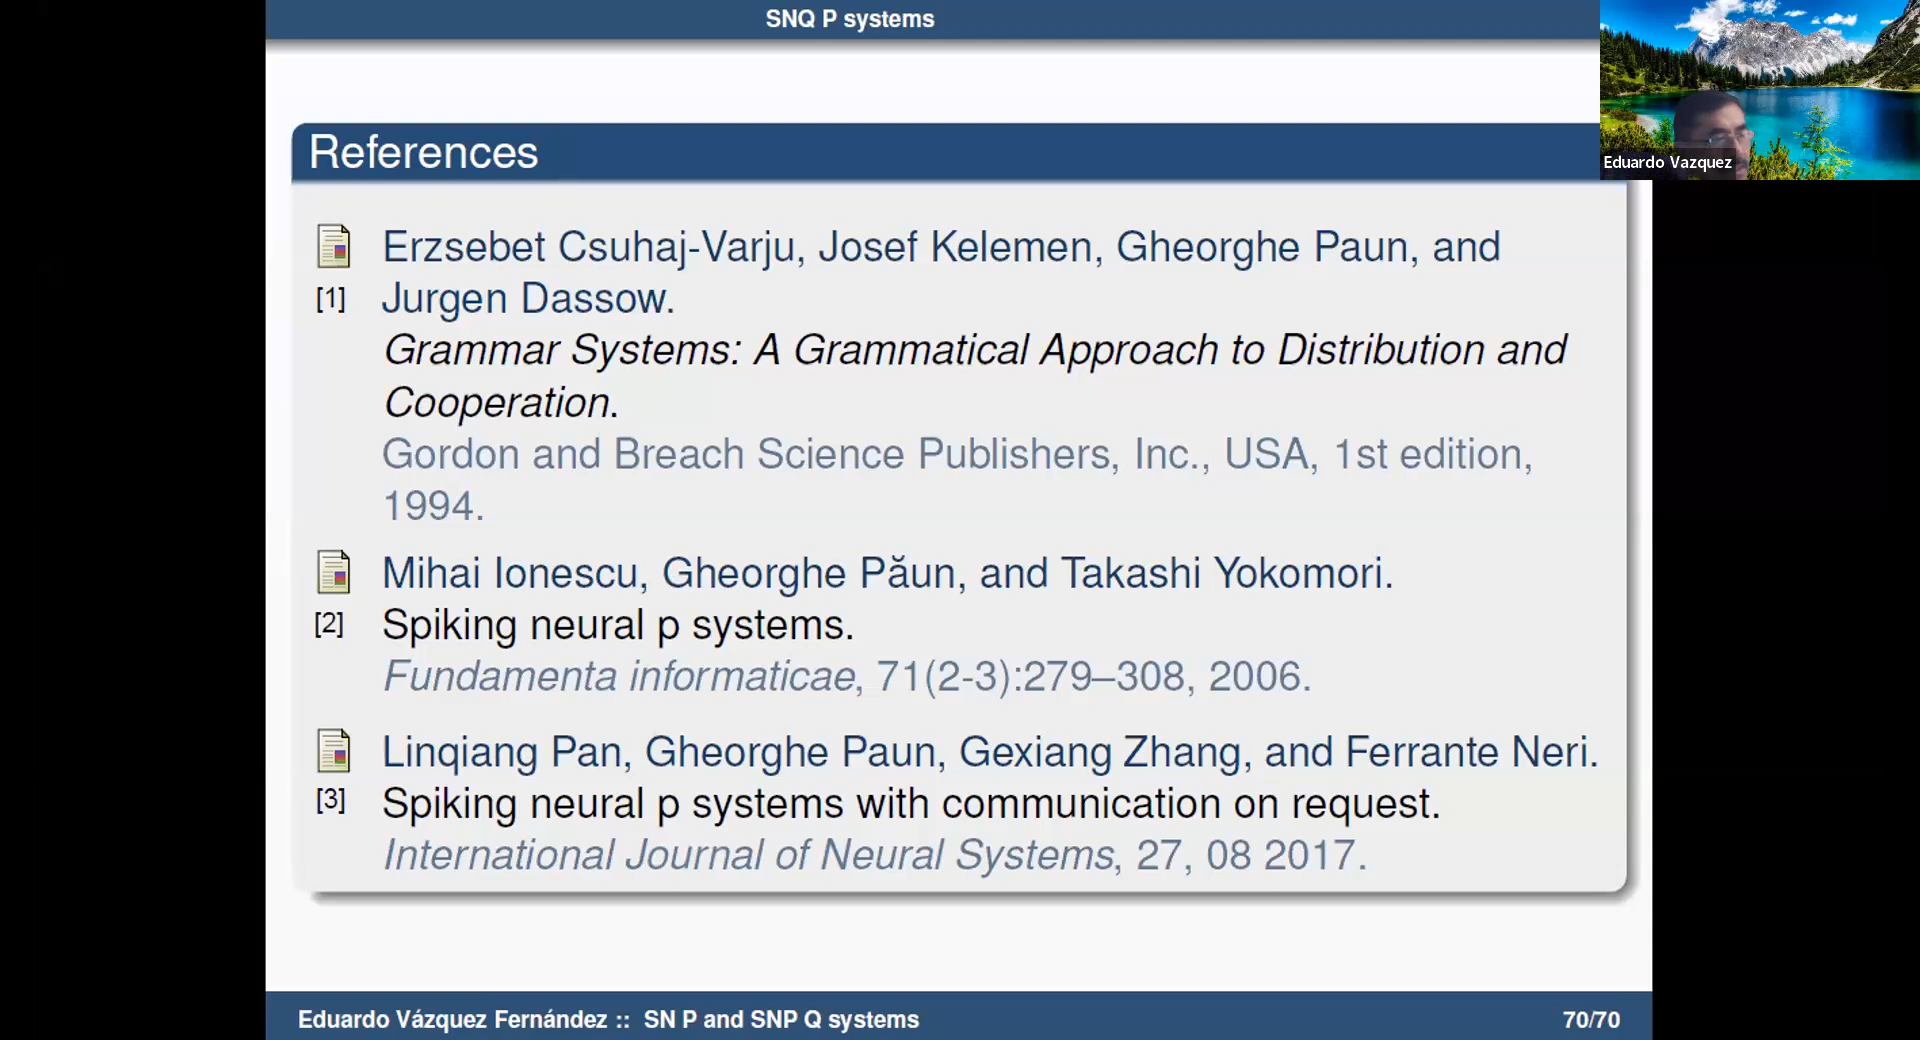 SNQ P systems
Eduardo Vazquez
References
Erzsebet Csuhaj-Varju, Josef Kelemen, Gheorghe Paun, and
[1] Jurgen Dassow.
Grammar Systems: A Grammatical Approach to Distribution and
Cooperation.
Gordon and Breach Science Publishers, Inc., USA, 1st edition,
1994.
Mihai Ionescu, Gheorghe Păun, and Takashi Yokomori.
[2] Spiking neural p systems.
Fundamenta informaticae, 71(2-3):279–308, 2006.
Linqiang Pan, Gheorghe Paun, Gexiang Zhang, and Ferrante Neri.
[3] Spiking neural p systems with communication on request.
International Journal of Neural Systems, 27, 08 2017.
Eduardo Vázquez Fernández :: SN P and SNP Q systems 70/70